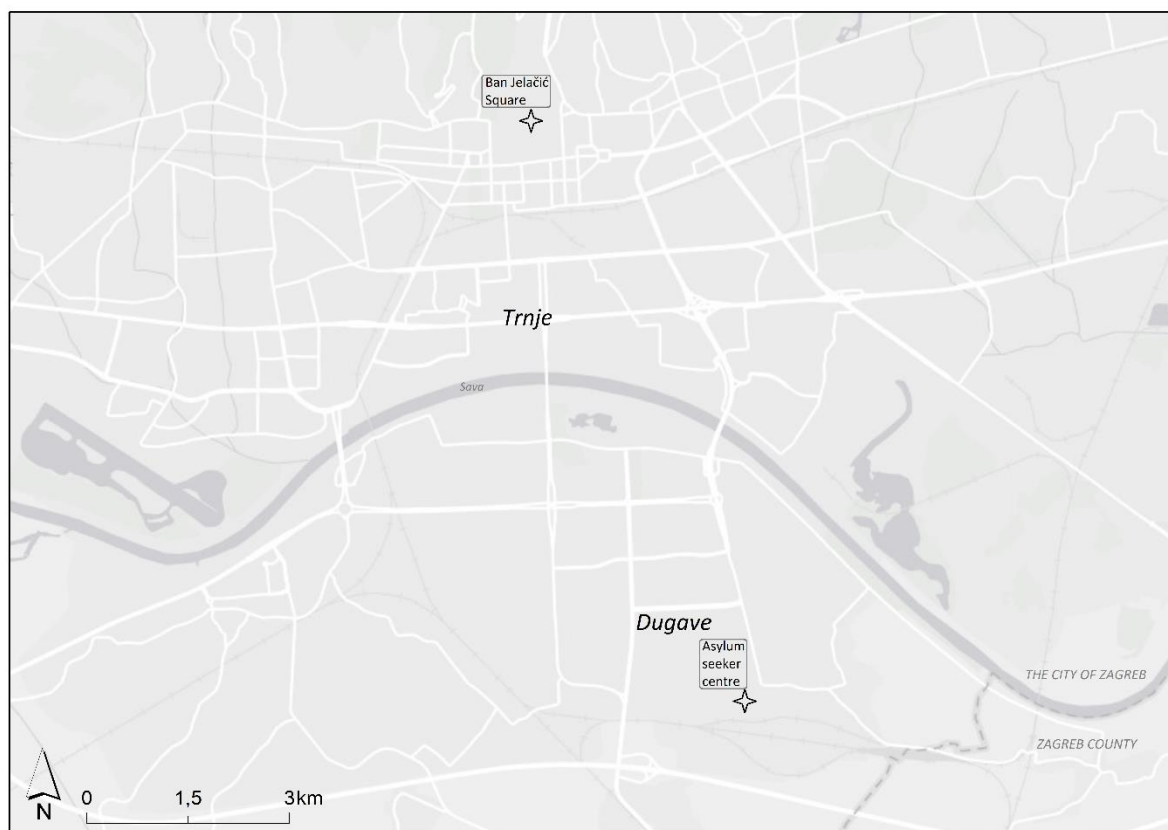 Ban Jelačić
Square
Trnje
Sava
Dugave
Asylum
seeker
centre
THE CITY OF ZAGREB
ZAGREB COUNTY
N
0 1,5 3km